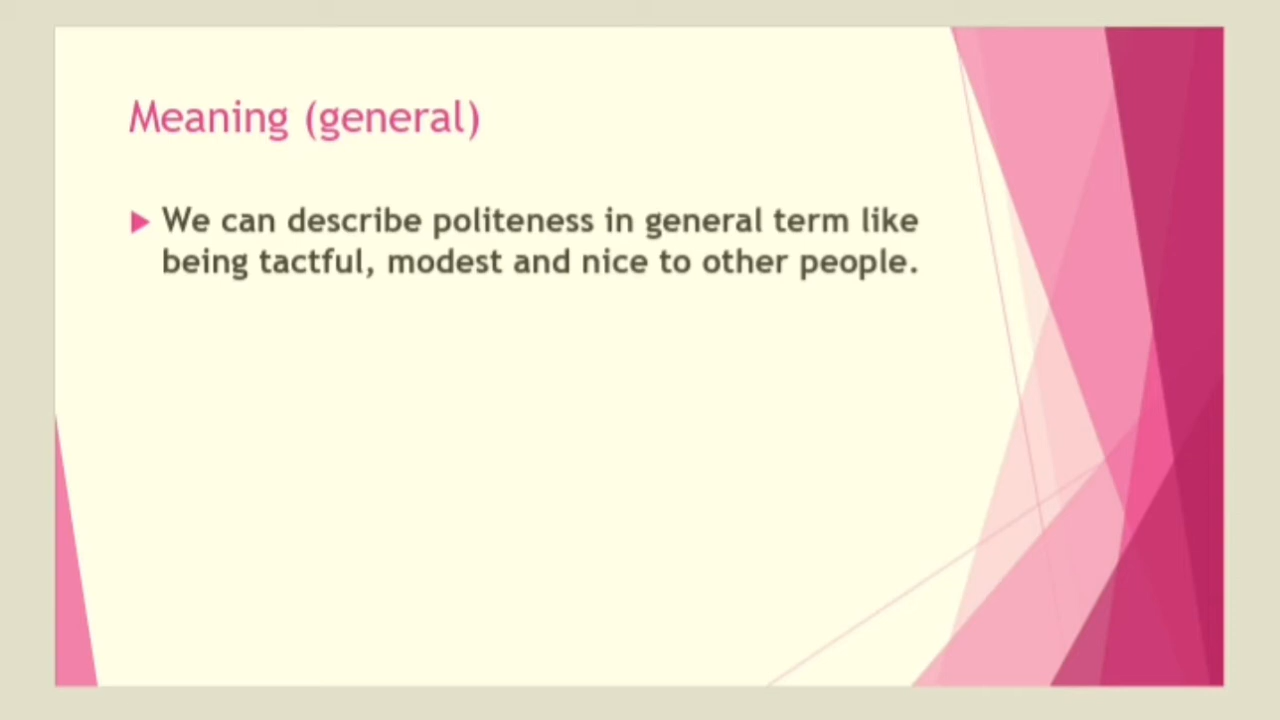 Meaning (general)
We can describe politeness in general term like
being tactful, modest and nice to other people.